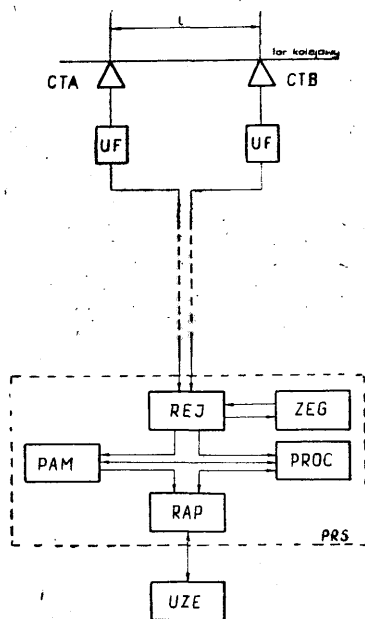 L
tor kolejowy
CTA CTB
UF UF
REJ ZEG
PAM PROC
RAP
PRS
UZE